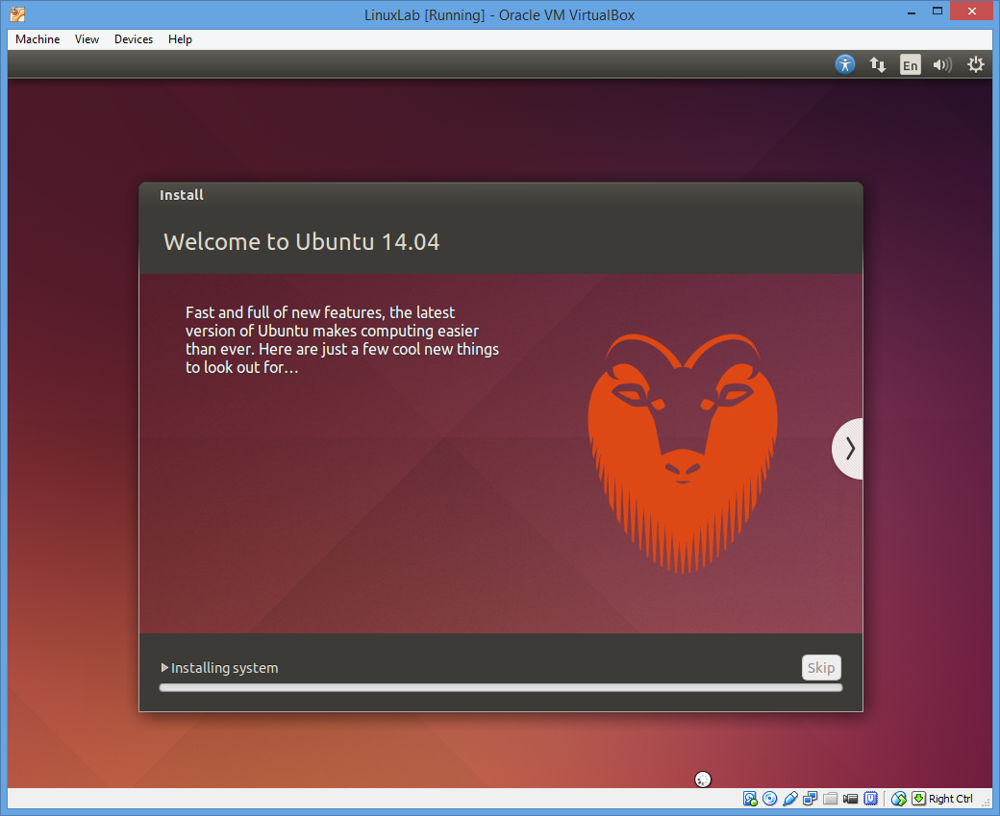 LinuxLab [Running] - Oracle VM VirtualBox
Machine View Devices Help
En
Install
Welcome to Ubuntu 14.04
Fast and full of new features, the latest
version of Ubuntu makes computing easier
than ever. Here are just a few cool new things
to look out for…
Installing system
Skip
Right Ctrl